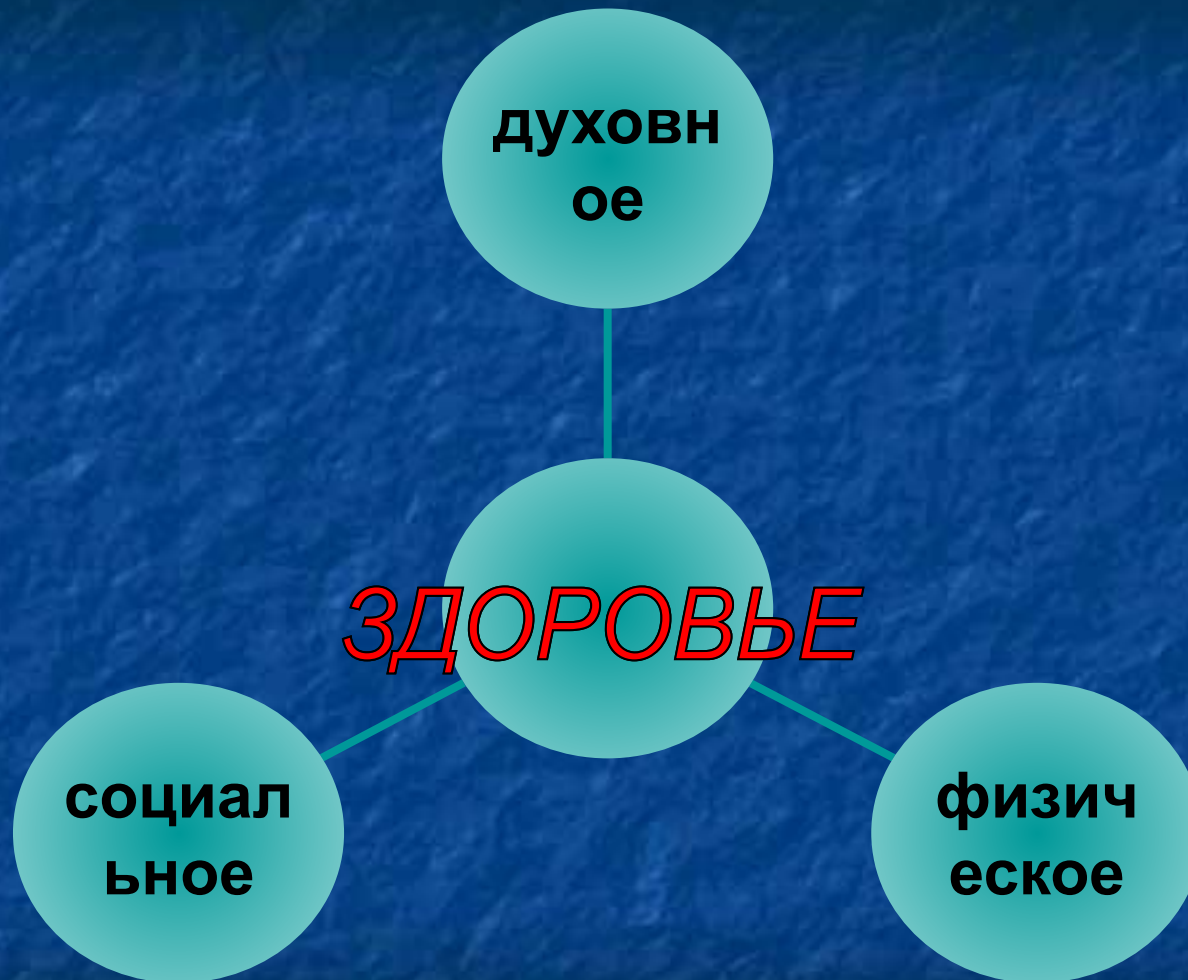 духовн
ое
ЗДОРОВЬЕ
социал
ьное
физич
еское